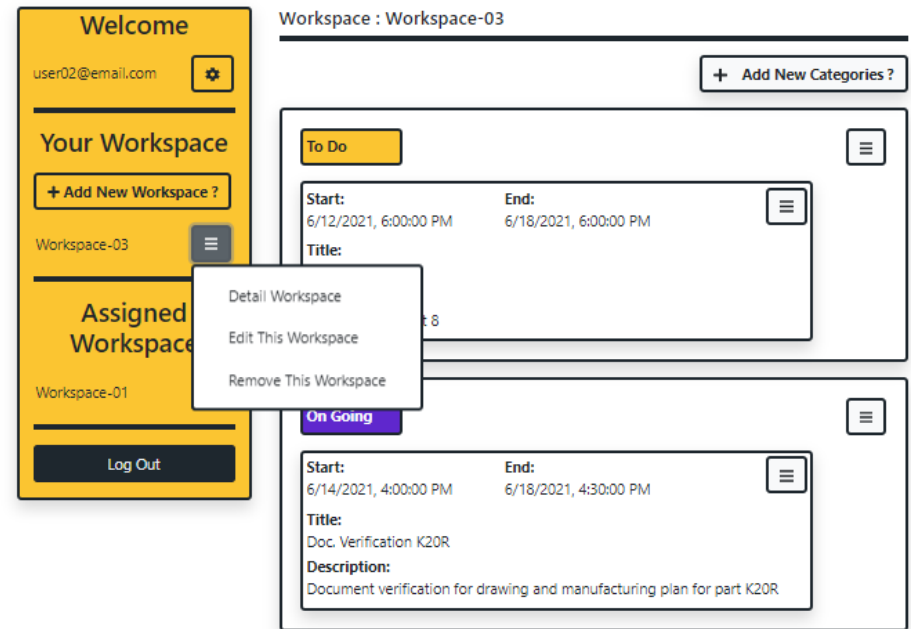 Welcome
user02@email.com
Your Workspace
+ Add New Workspace ?
Workspace-03
Detail Workspace
Edit This Workspace
Remove This Workspace
Assigned
Workspace
Workspace-01
Log Out
Workspace : Workspace-03
+ Add New Categories ?
To Do
Start: End:
6/12/2021, 6:00:00 PM 6/18/2021, 6:00:00 PM
Title:
8
On Going
Start: End:
6/14/2021, 4:00:00 PM 6/18/2021, 4:30:00 PM
Title:
Doc. Verification K20R
Description:
Document verification for drawing and manufacturing plan for part K20R